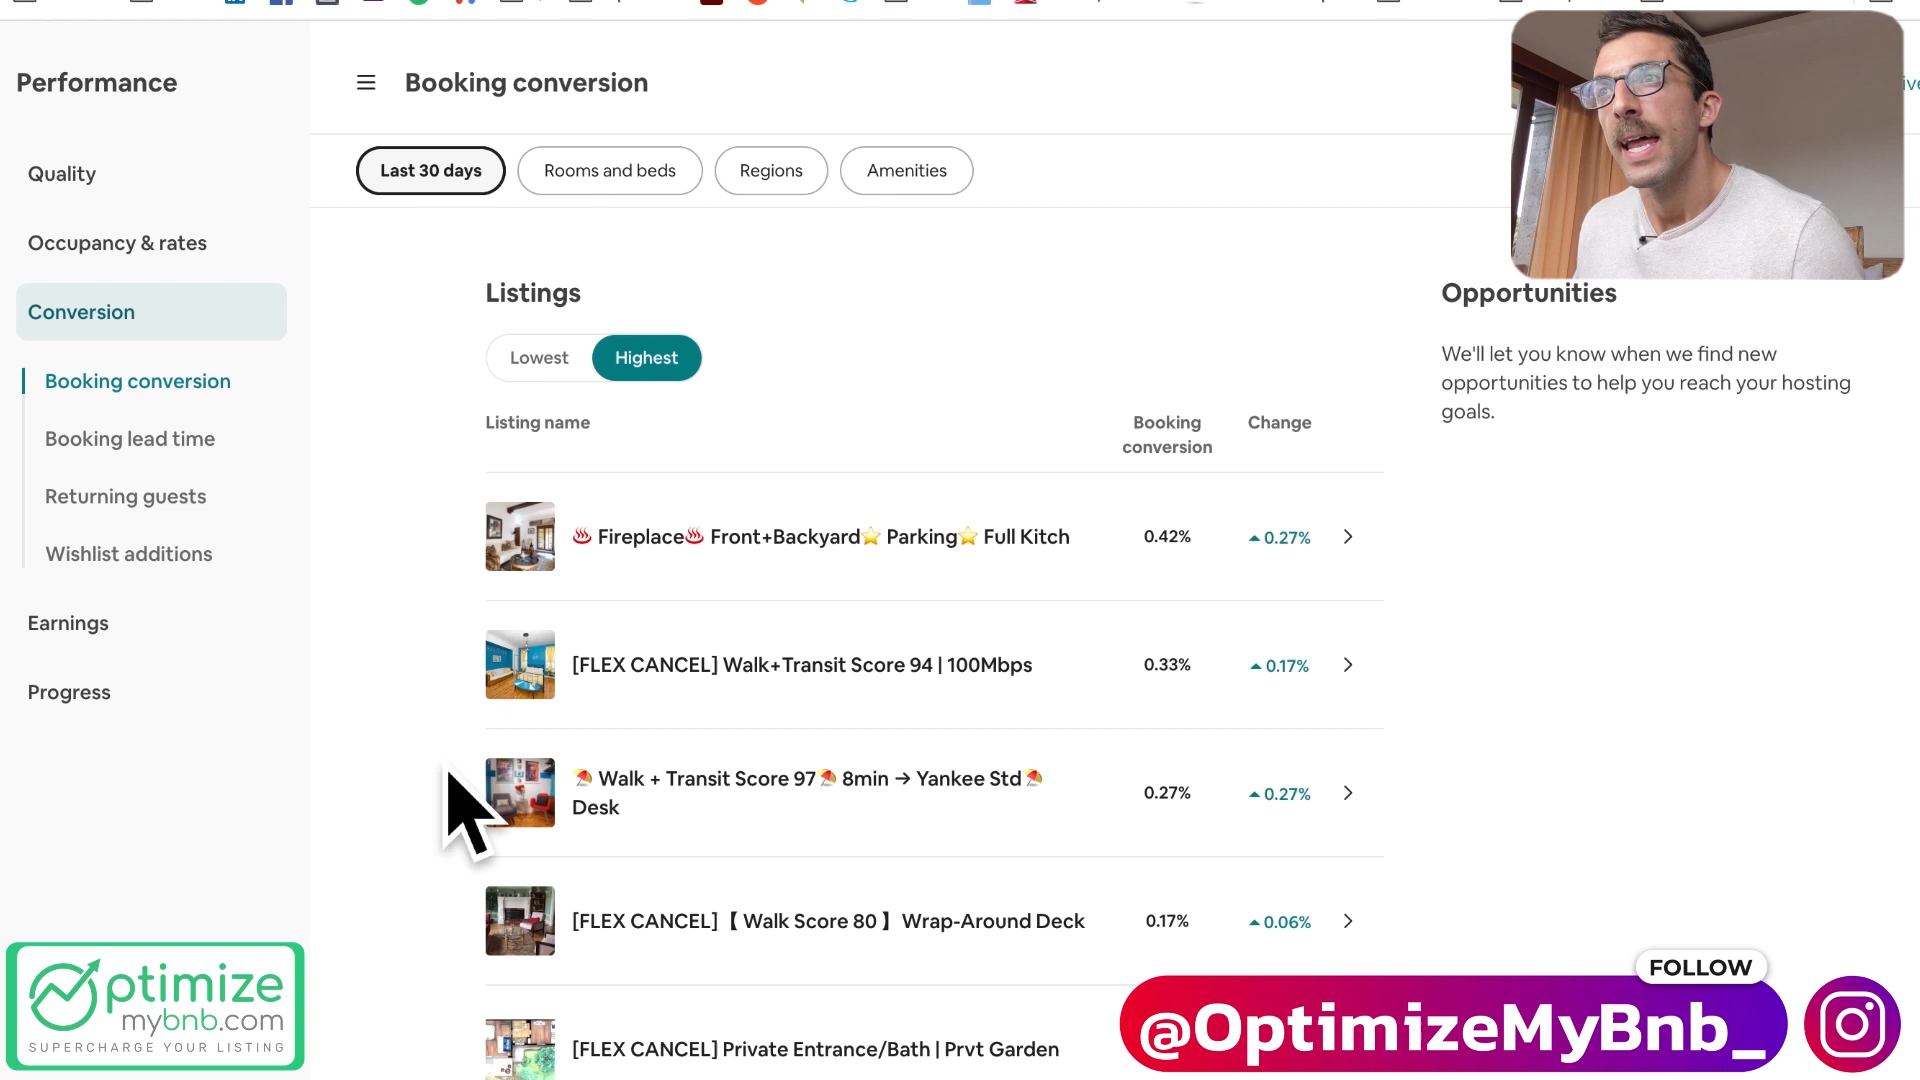 Performance
Booking conversion
Quality
Last 30 days
Rooms and beds
Regions
Amenities
Occupancy & rates
Conversion
Booking conversion
Booking lead time
Returning guests
Wishlist additions
Earnings
Progress
Listings
Lowest
Highest
Listing name
Booking
conversion
Change
♨️ Fireplace♨️ Front+Backyard⭐ Parking⭐ Full Kitch
0.42%
0.27%
[FLEX CANCEL] Walk+Transit Score 94 | 100Mbps
0.33%
0.17%
⛱️ Walk + Transit Score 97⛱️ 8min → Yankee Std⛱️
Desk
0.27%
0.27%
[FLEX CANCEL]【 Walk Score 80 】Wrap-Around Deck
0.17%
0.06%
[FLEX CANCEL] Private Entrance/Bath | Prvt Garden
Opportunities
We'll let you know when we find new
opportunities to help you reach your hosting
goals.
Optimize
mybnb.com
SUPERCHARGE YOUR LISTING
FOLLOW
@OptimizeMyBnb_